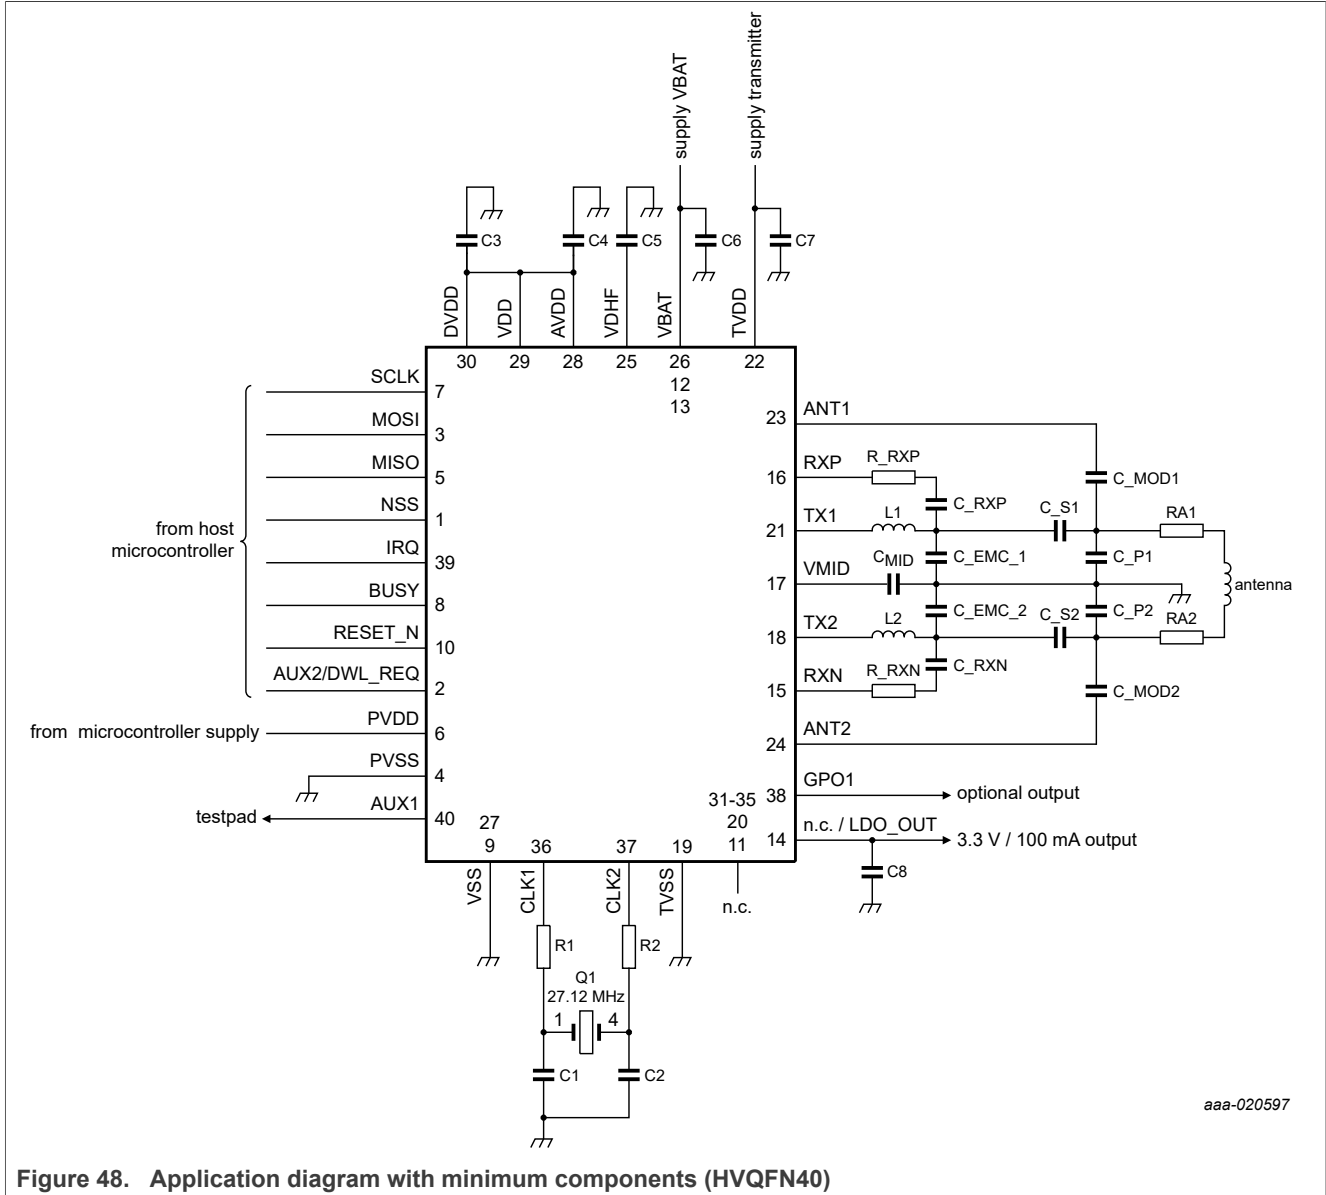 supply VBAT
supply transmitter
C3
C4
C5
C6
C7
DVDD
VDD
AVDD
VDHF
VBAT
TVDD
30
29
28
25
26
22
12
13
SCLK
7
MOSI
3
MISO
5
NSS
1
IRQ
39
BUSY
8
RESET_N
10
AUX2/DWL_REQ
2
from host
microcontroller
PVDD
6
from microcontroller supply
PVSS
4
AUX1
40
testpad
23
ANT1
16
RXP
R_RXP
C_RXP
C_MOD1
21
TX1
L1
C_S1
RA1
C_EMC_1
C_P1
17
VMID
CMID
antenna
C_EMC_2
C_P2
18
TX2
L2
C_S2
RA2
C_RXN
15
RXN
R_RXN
C_MOD2
24
ANT2
38
GPO1
optional output
14
n.c. / LDO_OUT
3.3 V / 100 mA output
C8
27
9
36
37
19
31-35
20
11
VSS
CLK1
CLK2
TVSS
n.c.
R1
R2
Q1
27.12 MHz
1
4
C1
C2
aaa-020597
Figure 48. Application diagram with minimum components (HVQFN40)